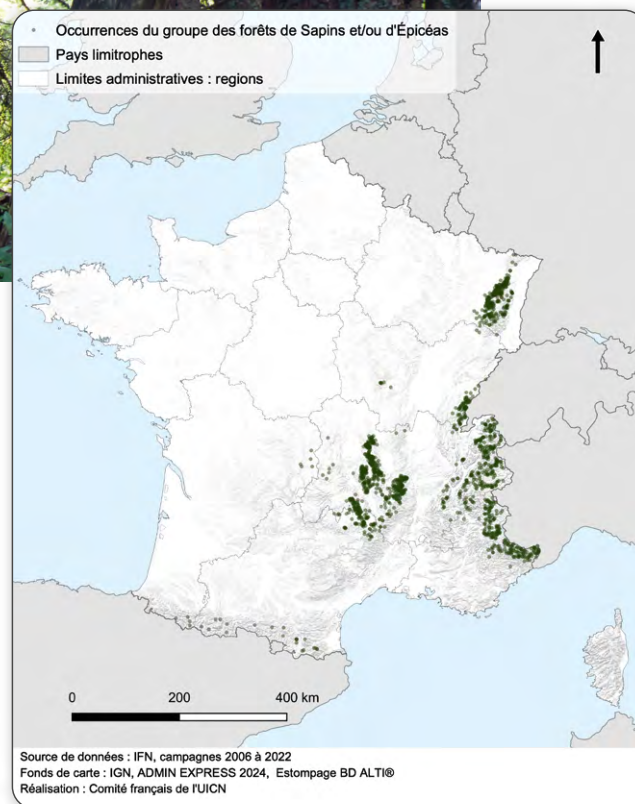 Occurrences du groupe des forêts de Sapins et/ou d'Épicéas
Pays limitrophes
Limites administratives : regions
0 200 400 km
Source de données : IFN, campagnes 2006 à 2022
Fonds de carte : IGN, ADMIN EXPRESS 2024, Estompage BD ALTI®
Réalisation : Comité français de l'UICN